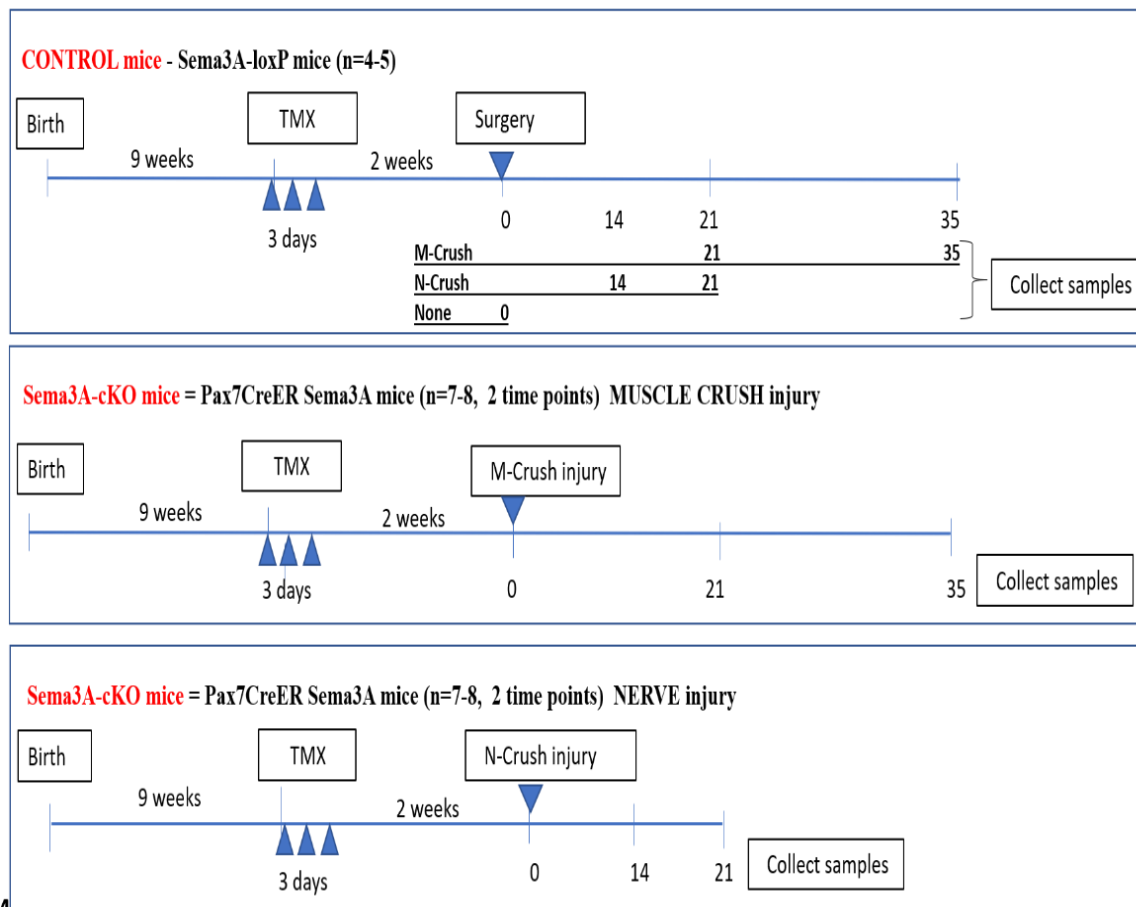 CONTROL mice - Sema3A-loxP mice (n=4-5)
Birth
TMX
Surgery
9 weeks
2 weeks
3 days
0 14 21 35
M-Crush 21 35
N-Crush 14 21
None 0
Collect samples
Sema3A-cKO mice = Pax7CreER Sema3A mice (n=7-8, 2 time points) MUSCLE CRUSH injury
Birth
TMX
M-Crush injury
9 weeks
2 weeks
3 days
0 21 35
Collect samples
Sema3A-cKO mice = Pax7CreER Sema3A mice (n=7-8, 2 time points) NERVE injury
Birth
TMX
N-Crush injury
9 weeks
2 weeks
3 days
0 14 21
Collect samples
4